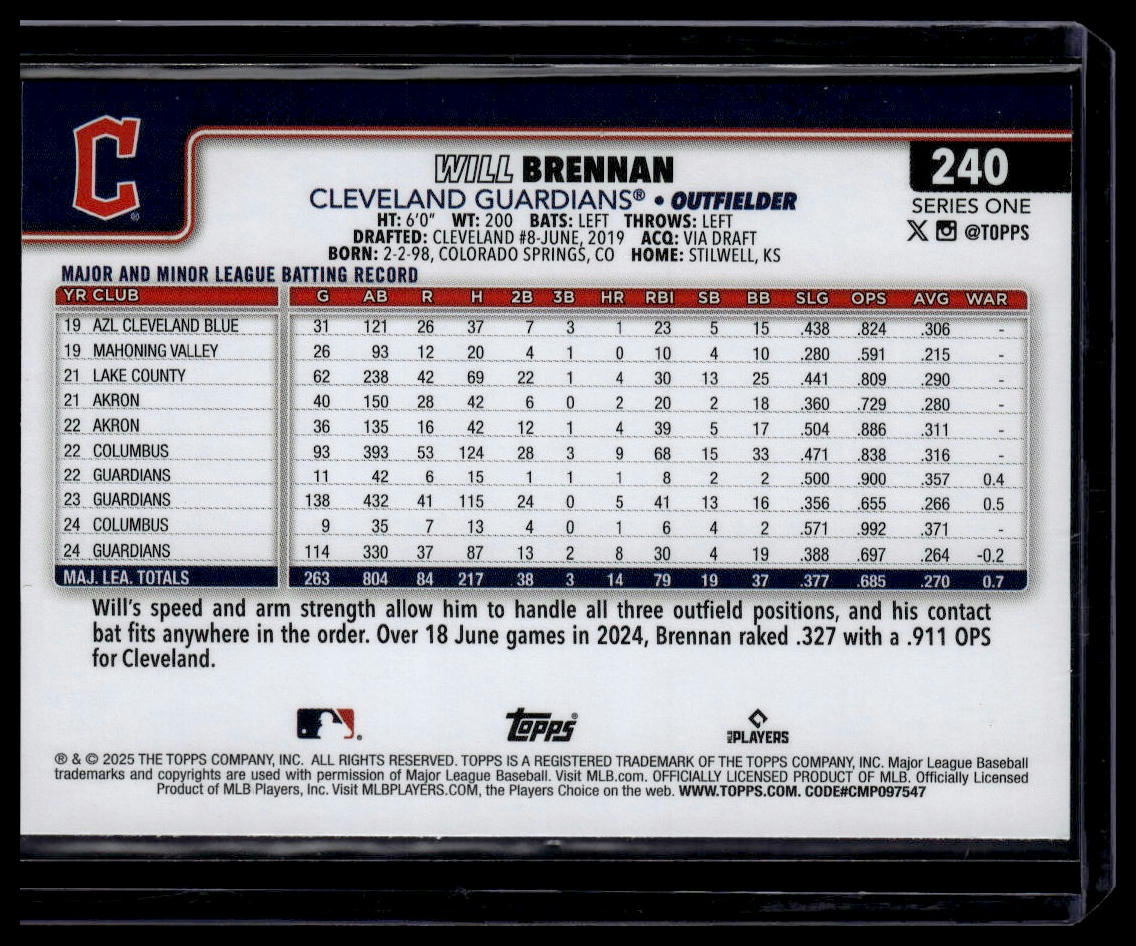 C
WILL BRENNAN
240
CLEVELAND GUARDIANS® • OUTFIELDER
SERIES ONE
HT: 6'0" WT: 200 BATS: LEFT THROWS: LEFT
@TOPPS
DRAFTED: CLEVELAND #8-JUNE, 2019 ACQ: VIA DRAFT
BORN: 2-2-98, COLORADO SPRINGS, CO HOME: STILWELL, KS
MAJOR AND MINOR LEAGUE BATTING RECORD
YR CLUB G AB R H 2B 3B HR RBI SB BB SLG OPS AVG WAR
19 AZL CLEVELAND BLUE 31 121 26 37 7 3 1 23 5 15 .438 .824 .306 -
19 MAHONING VALLEY 26 93 12 20 4 1 0 10 4 10 .280 .591 .215 -
21 LAKE COUNTY 62 238 42 69 22 1 4 30 13 25 .441 .809 .290 -
21 AKRON 40 150 28 42 6 0 2 20 2 18 .360 .729 .280 -
22 AKRON 36 135 16 42 12 1 4 39 5 17 .504 .886 .311 -
22 COLUMBUS 93 393 53 124 28 3 9 68 15 33 .471 .838 .316 -
22 GUARDIANS 11 42 6 15 1 1 1 8 2 2 .500 .900 .357 0.4
23 GUARDIANS 138 432 41 115 24 0 5 41 13 16 .356 .655 .266 0.5
24 COLUMBUS 9 35 7 13 4 0 1 6 4 2 .571 .992 .371 -
24 GUARDIANS 114 330 37 87 13 2 8 30 4 19 .388 .697 .264 -0.2
MAJ. LEA. TOTALS 263 804 84 217 38 3 14 79 19 37 .377 .685 .270 0.7
Will's speed and arm strength allow him to handle all three outfield positions, and his contact
bat fits anywhere in the order. Over 18 June games in 2024, Brennan raked .327 with a .911 OPS
for Cleveland.
Topps®
PLAYERS
® & © 2025 THE TOPPS COMPANY, INC. ALL RIGHTS RESERVED. TOPPS IS A REGISTERED TRADEMARK OF THE TOPPS COMPANY, INC. Major League Baseball
trademarks and copyrights are used with permission of Major League Baseball. Visit MLB.com. OFFICIALLY LICENSED PRODUCT OF MLB. Officially Licensed
Product of MLB Players, Inc. Visit MLBPLAYERS.COM, the Players Choice on the web. WWW.TOPPS.COM. CODE#CMP097547